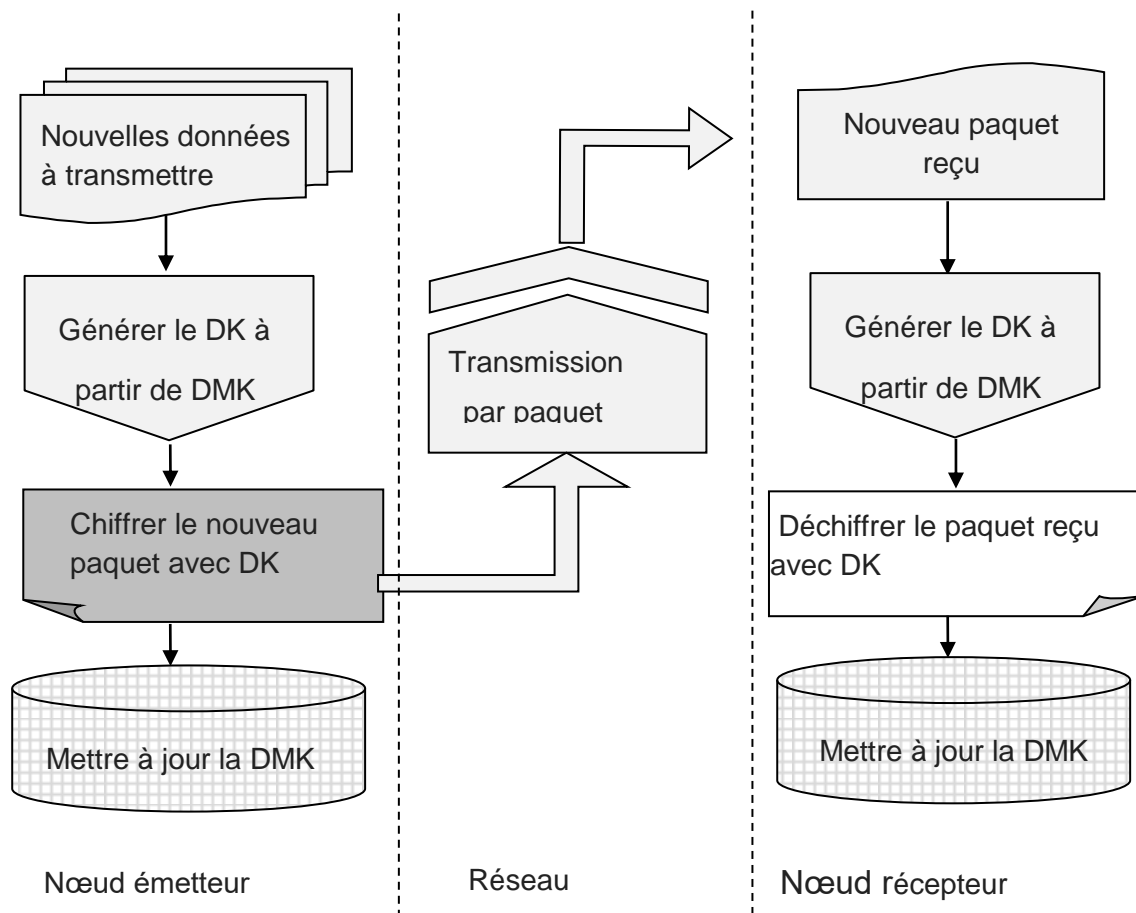 Nouvelles données
à transmettre
Générer le DK à
partir de DMK
Chiffrer le nouveau
paquet avec DK
Mettre à jour la DMK
Nœud émetteur
Transmission
par paquet
Réseau
Nouveau paquet
reçu
Générer le DK à
partir de DMK
Déchiffrer le paquet reçu
avec DK
Mettre à jour la DMK
Nœud récepteur